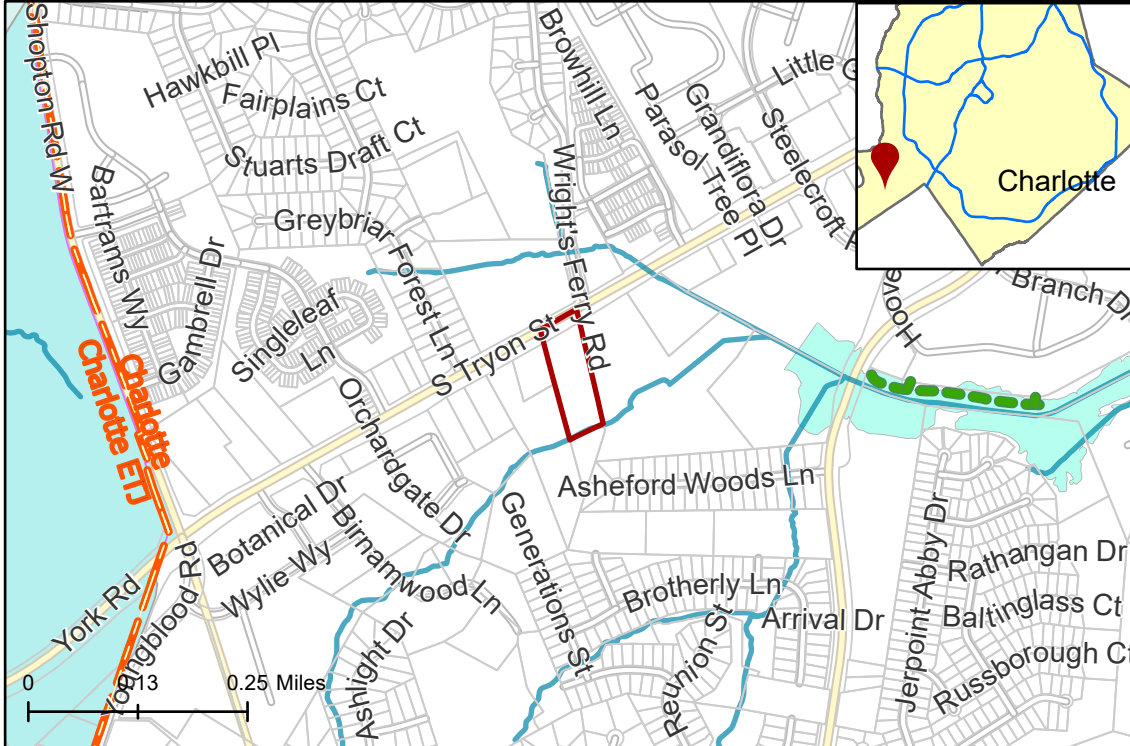 Shopton Rd W
Hawkbill Pl
Fairplains Ct
Stuarts Draft Ct
Bartrams Wy
Greybriar Forest Ln
Gambrell Dr
Singleleaf
Ln
Brownhill Ln
Wright's Ferry Rd
Parasol Tree Pl
Grandiflora Dr
Steelecroft
Little
Charlotte
Branch Dr
Hoover
S Tryon St
Charlotte
Charlotte ETJ
Orchardgate Dr
Asheford Woods Ln
Botanical Dr
Birnamwood Ln
Wylie Wy
Generations St
Brotherly Ln
Arrival Dr
Reunion St
Ashlight Dr
Jerpoint Abby Dr
Rathangan Dr
Baltinglass Ct
Russborough Ct
York Rd
Youngblood Rd
0 0.13 0.25 Miles